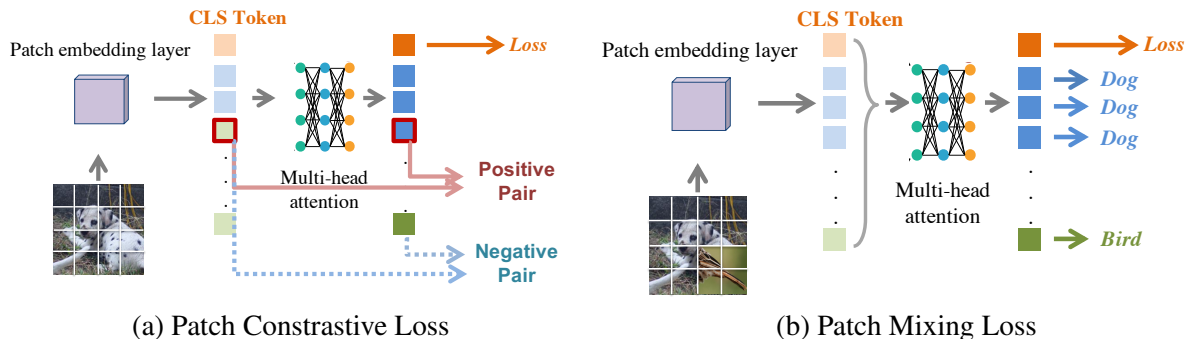 CLS Token
Patch embedding layer
Loss
Multi-head
attention
Positive
Pair
Negative
Pair
(a) Patch Constrastive Loss
CLS Token
Patch embedding layer
Loss
Dog
Dog
Dog
Multi-head
attention
Bird
(b) Patch Mixing Loss